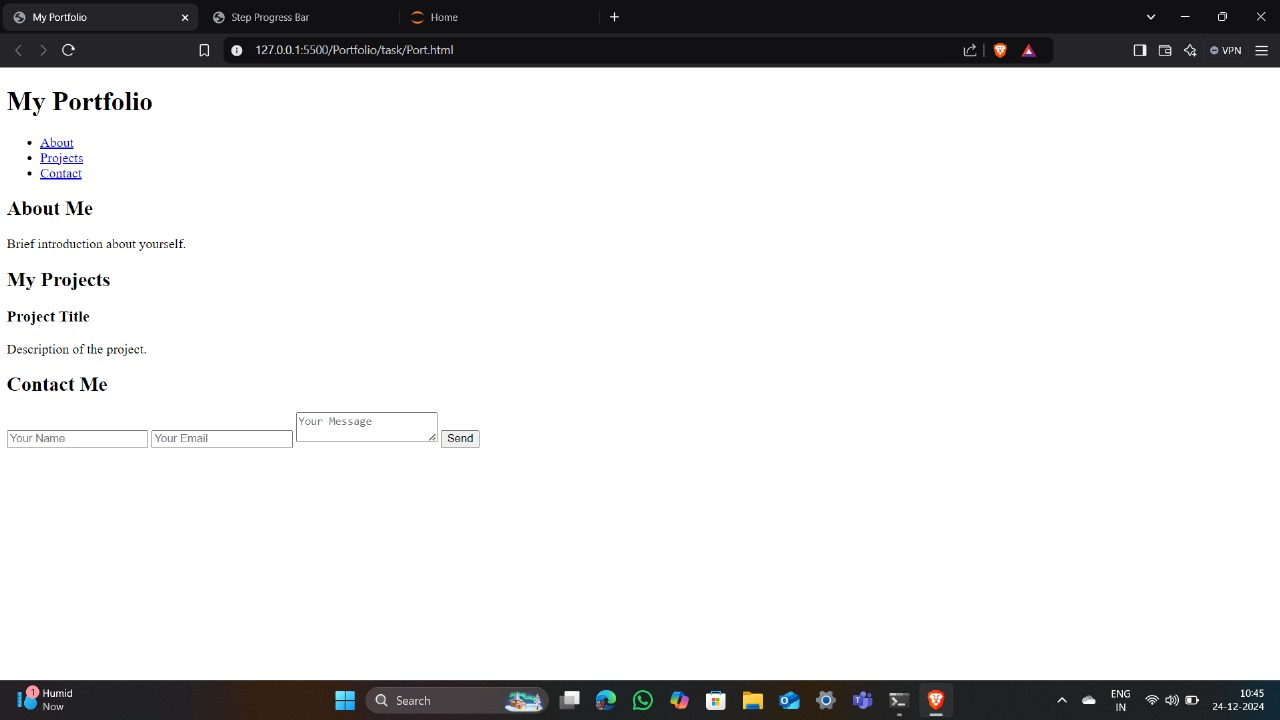 My Portfolio
Step Progress Bar
Home
127.0.0.1:5500/Portfolio/task/Port.html
VPN
My Portfolio
About
Projects
Contact
About Me
Brief introduction about yourself.
My Projects
Project Title
Description of the project.
Contact Me
Your Name
Your Email
Your Message
Send
1
Humid
Now
Search
ENG
IN
10:45
24-12-2024